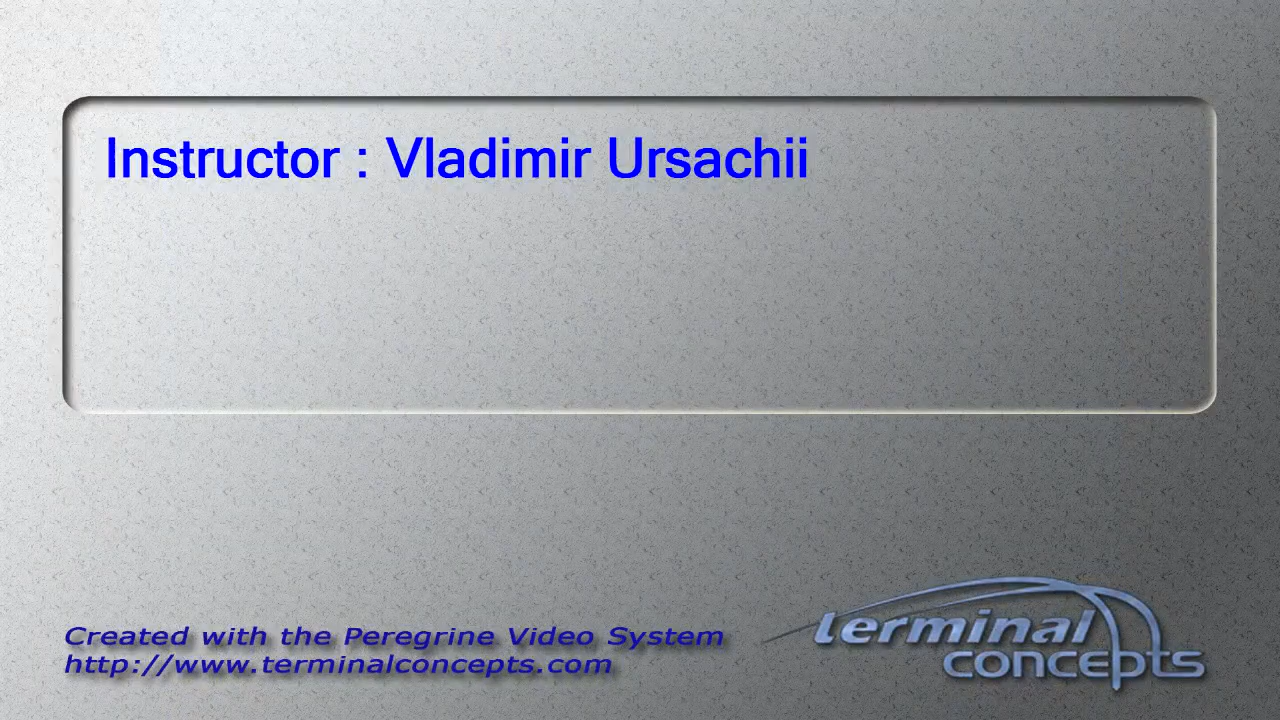 Instructor : Vladimir Ursachii
Created with the Peregrine Video System
http://www.terminalconcepts.com
terminal
concepts